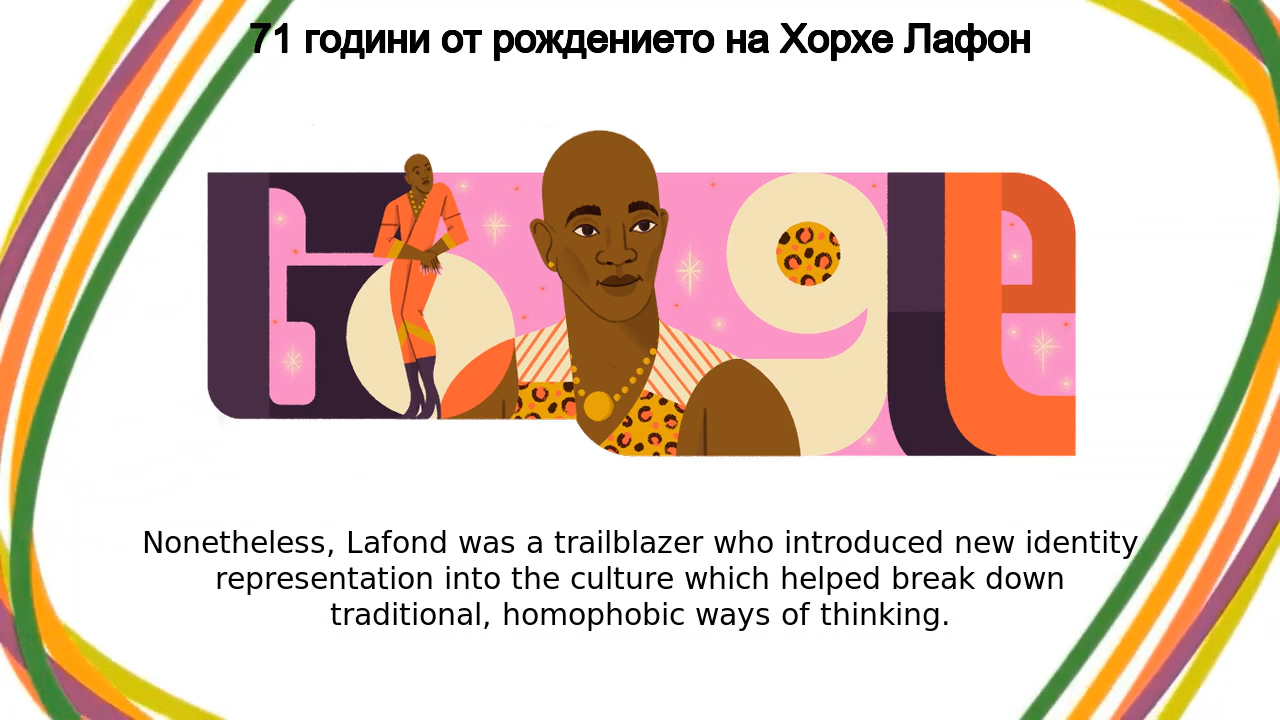 71 години от рождението на Хорхе Лафон
Google
Nonetheless, Lafond was a trailblazer who introduced new identity
representation into the culture which helped break down
traditional, homophobic ways of thinking.